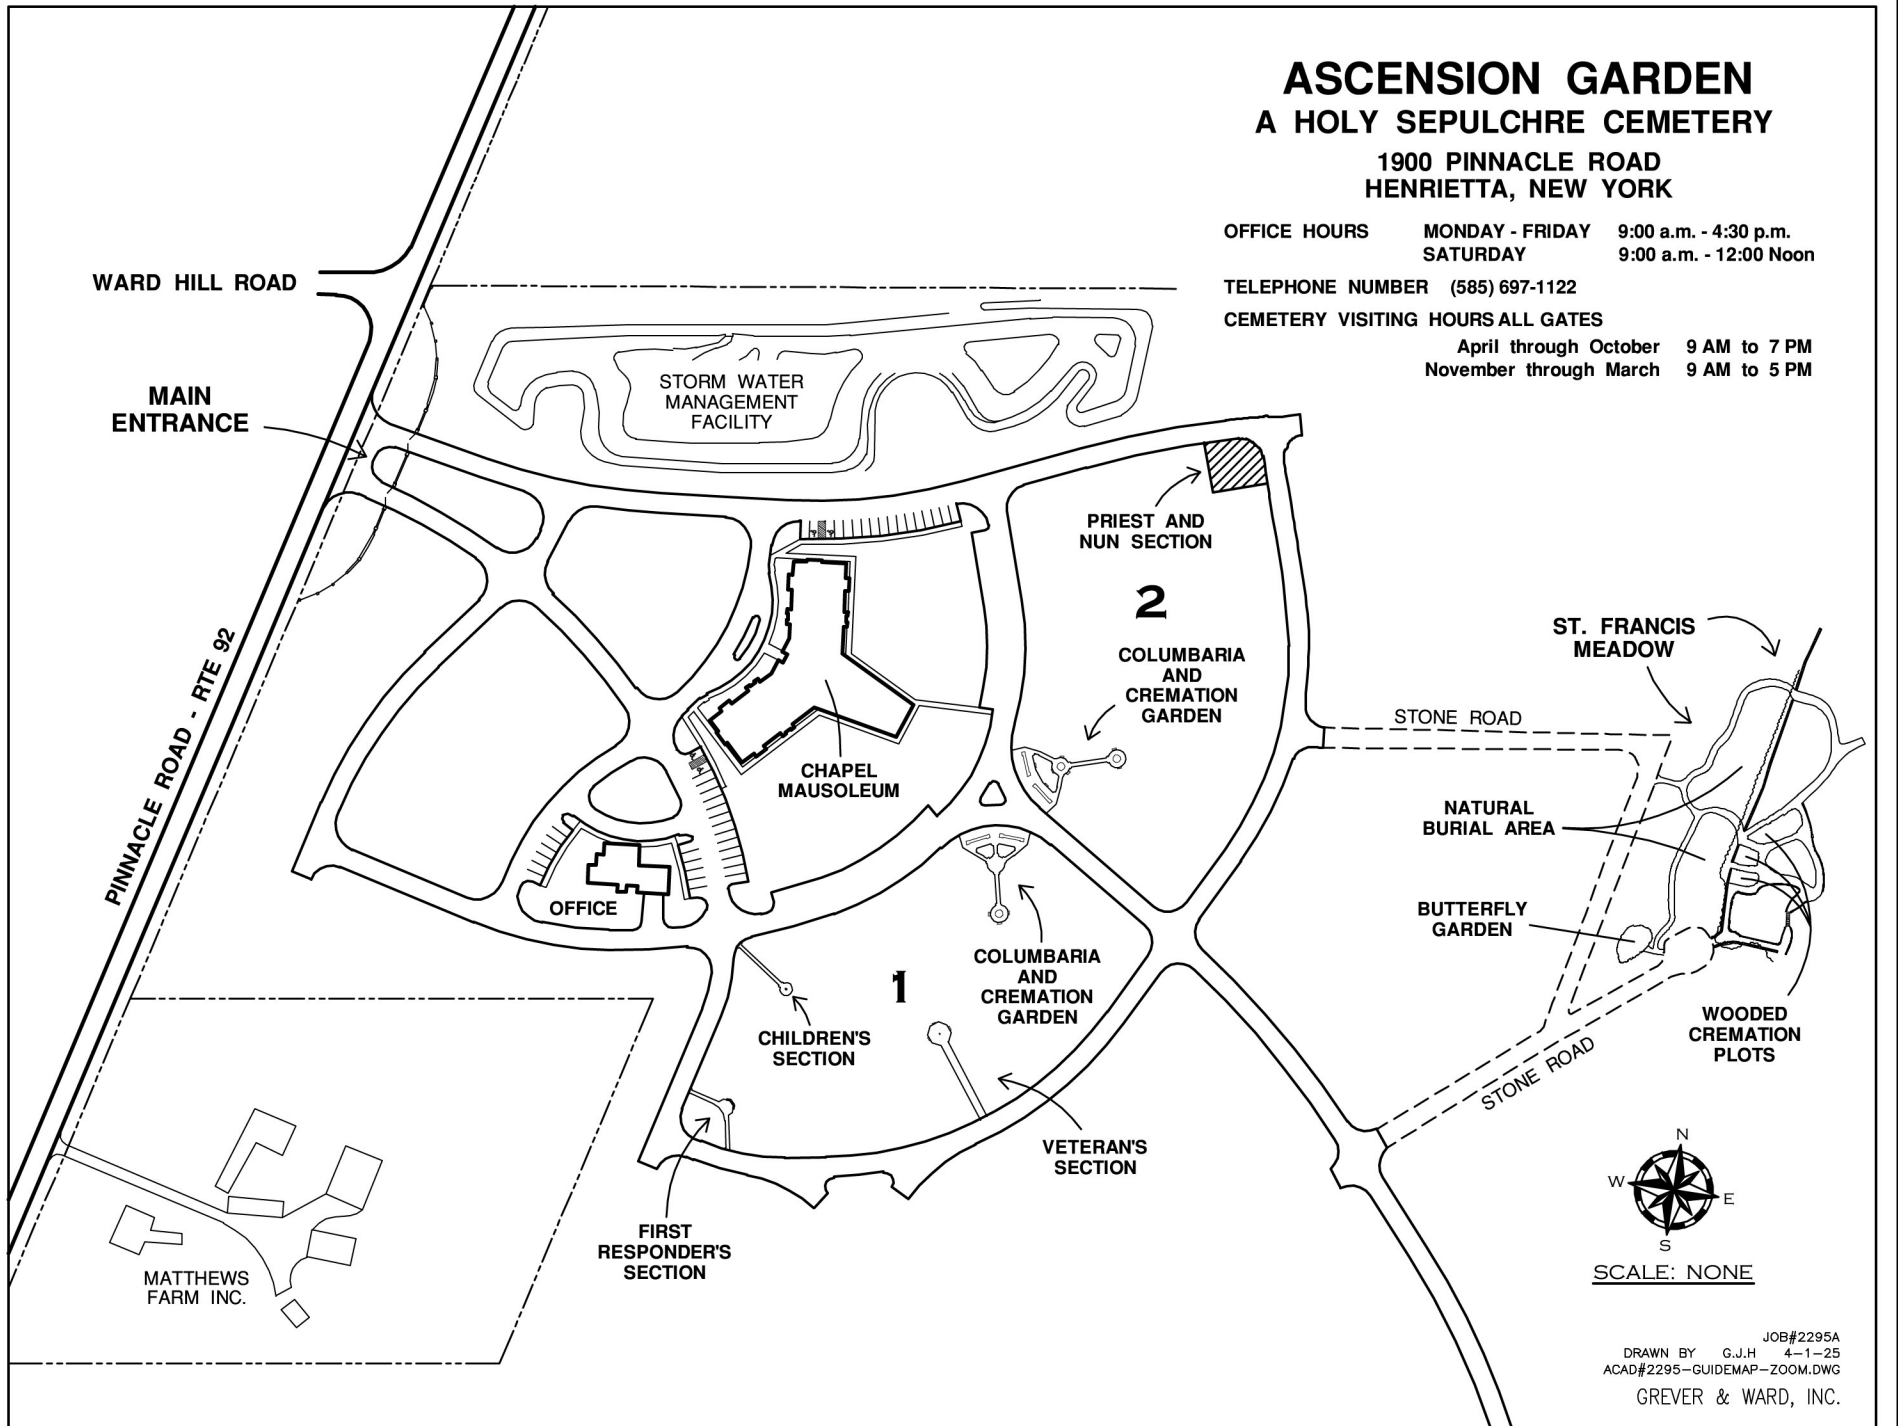 ASCENSION GARDEN
A HOLY SEPULCHRE CEMETERY
1900 PINNACLE ROAD
HENRIETTA, NEW YORK
OFFICE HOURS MONDAY - FRIDAY 9:00 a.m. - 4:30 p.m.
SATURDAY 9:00 a.m. - 12:00 Noon
TELEPHONE NUMBER (585) 697-1122
CEMETERY VISITING HOURS ALL GATES
April through October 9 AM to 7 PM
November through March 9 AM to 5 PM
WARD HILL ROAD
MAIN
ENTRANCE
STORM WATER
MANAGEMENT
FACILITY
PRIEST AND
NUN SECTION
2
COLUMBARIA
AND
CREMATION
GARDEN
ST. FRANCIS
MEADOW
STONE ROAD
PINNACLE ROAD - RTE 92
CHAPEL
MAUSOLEUM
NATURAL
BURIAL AREA
OFFICE
BUTTERFLY
GARDEN
1
COLUMBARIA
AND
CREMATION
GARDEN
CHILDREN'S
SECTION
WOODED
CREMATION
PLOTS
STONE ROAD
VETERAN'S
SECTION
FIRST
RESPONDER'S
SECTION
MATTHEWS
FARM INC.
N
W
E
S
SCALE: NONE
JOB#2295A
DRAWN BY G.J.H 4-1-25
ACAD#2295-GUIDEMAP-ZOOM.DWG
GREVER & WARD, INC.